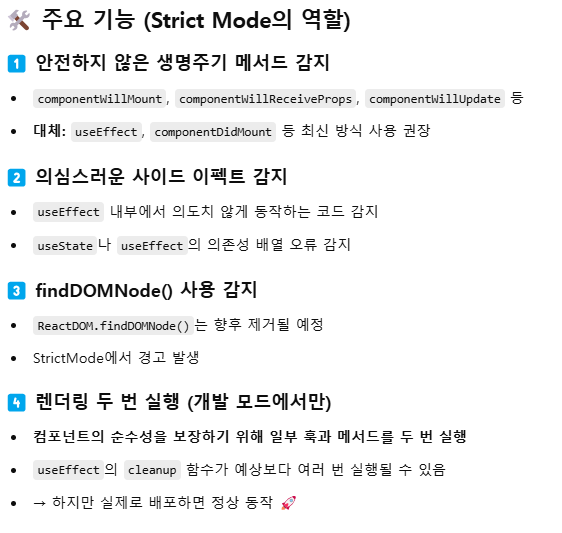 🛠️ 주요 기능 (Strict Mode의 역할)
1️⃣ 안전하지 않은 생명주기 메서드 감지
• componentWillMount, componentWillReceiveProps, componentWillUpdate 등
• 대체: useEffect, componentDidMount 등 최신 방식 사용 권장
2️⃣ 의심스러운 사이드 이펙트 감지
• useEffect 내부에서 의도치 않게 동작하는 코드 감지
• useState나 useEffect의 의존성 배열 오류 감지
3️⃣ findDOMNode() 사용 감지
• ReactDOM.findDOMNode()는 향후 제거될 예정
• StrictMode에서 경고 발생
4️⃣ 렌더링 두 번 실행 (개발 모드에서만)
• 컴포넌트의 순수성을 보장하기 위해 일부 훅과 메서드를 두 번 실행
• useEffect의 cleanup 함수가 예상보다 여러 번 실행될 수 있음
• → 하지만 실제로 배포하면 정상 동작 🚀